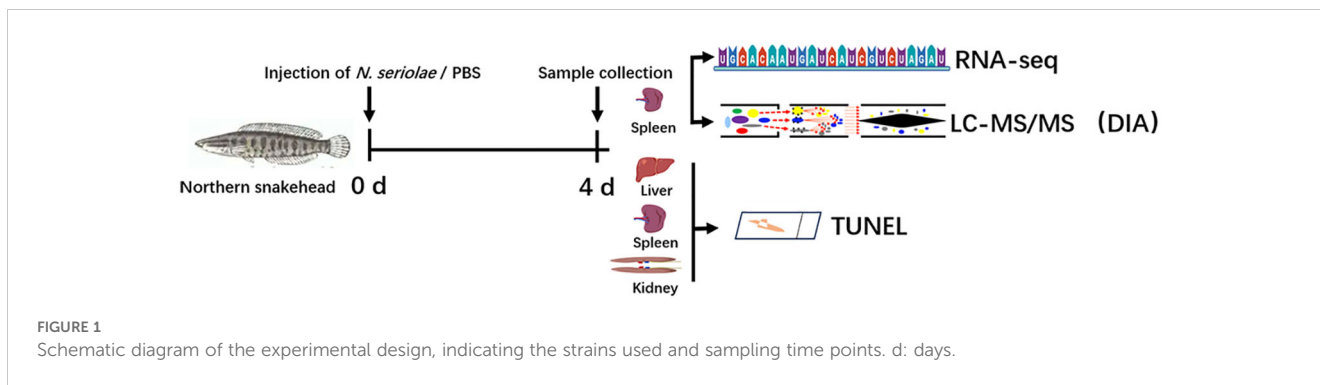 Injection of N. seriolae / PBS
Sample collection
UGCACAAUGAUCAUCGUCUAGAU
RNA-seq
Spleen
LC-MS/MS （DIA）
Northern snakehead
0 d
4 d
Liver
Spleen
TUNEL
Kidney
FIGURE 1
Schematic diagram of the experimental design, indicating the strains used and sampling time points. d: days.